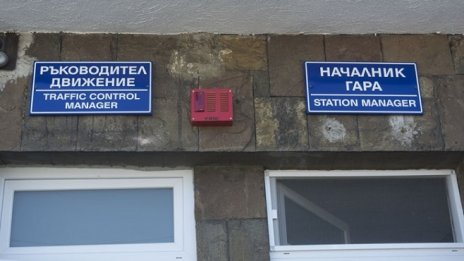 РЪКОВОДИТЕЛ
ДВИЖЕНИЕ
TRAFFIC CONTROL
MANAGER
НАЧАЛНИК
ГАРА
STATION MANAGER